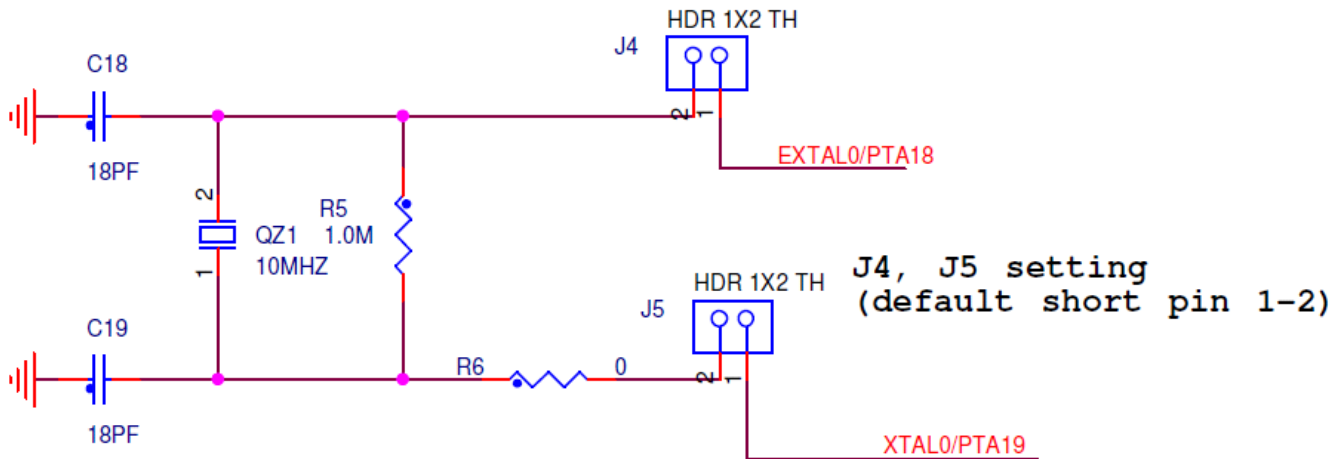 HDR 1X2 TH
J4
C18
2
1
EXTAL0/PTA18
18PF
2
R5
QZ1
1.0M
10MHZ
1
J4, J5 setting
(default short pin 1-2)
HDR 1X2 TH
J5
C19
R6
0
2
1
18PF
XTAL0/PTA19